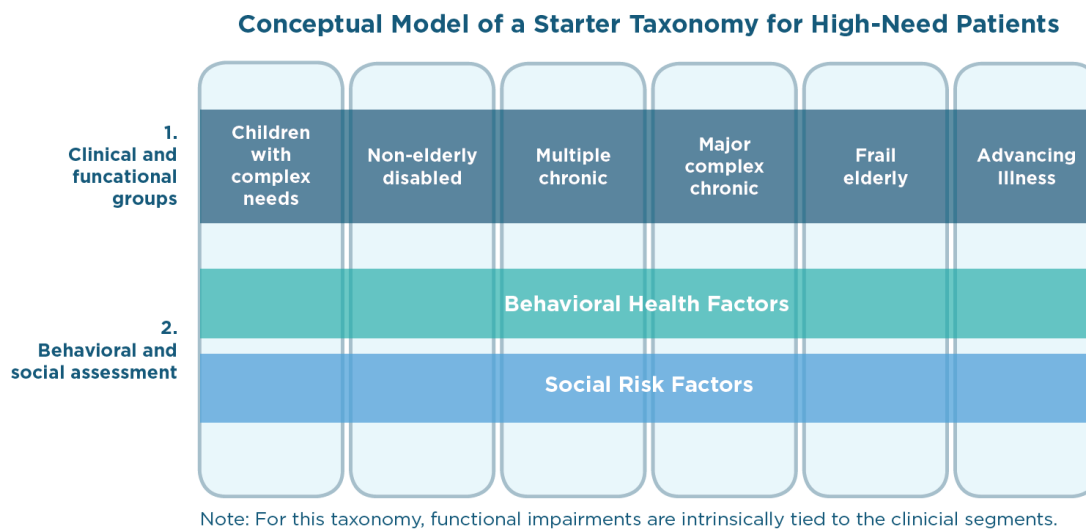 Conceptual Model of a Starter Taxonomy for High-Need Patients
1.
Clinical and
funcational
groups
Children
with
complex
needs
Non-elderly
disabled
Multiple
chronic
Major
complex
chronic
Frail
elderly
Advancing
Illness
2.
Behavioral and
social assessment
Behavioral Health Factors
Social Risk Factors
Note: For this taxonomy, functional impairments are intrinsically tied to the clinicial segments.